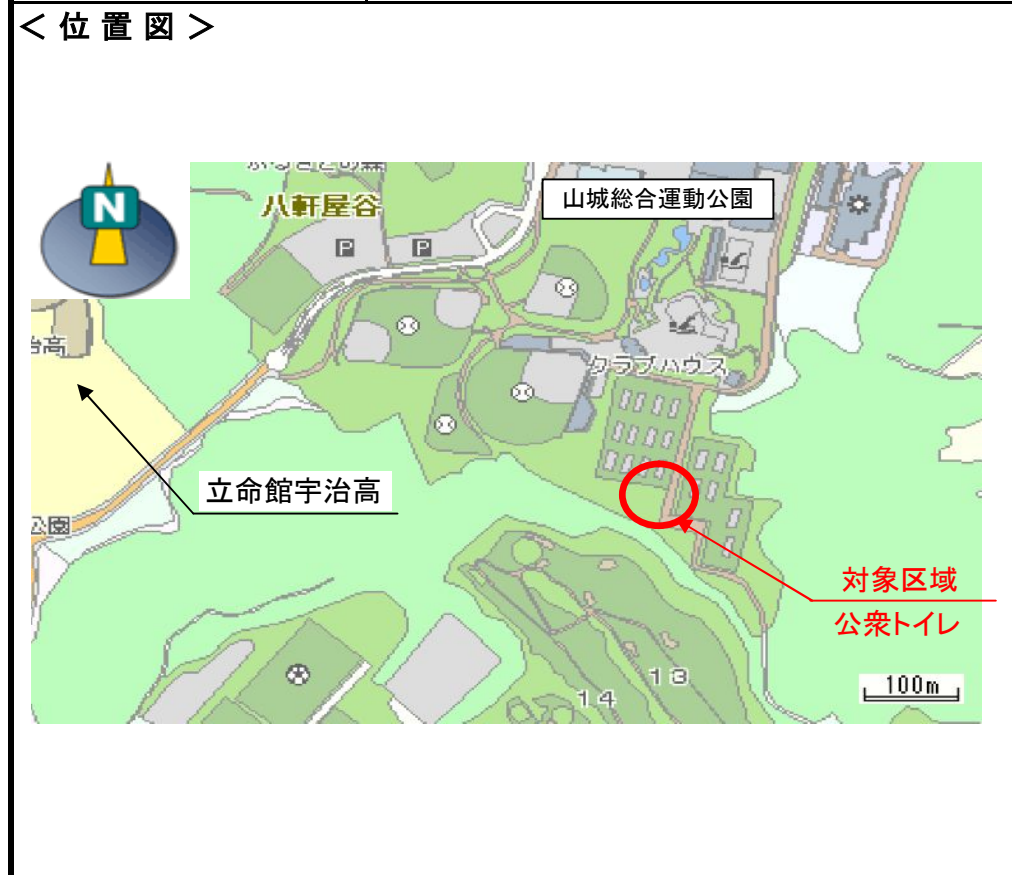 ＜位置図＞
N
八軒屋谷
山城総合運動公園
P
P
治高
クラブハウス
立命館宇治高
公園
対象区域
公衆トイレ
13
14
100m